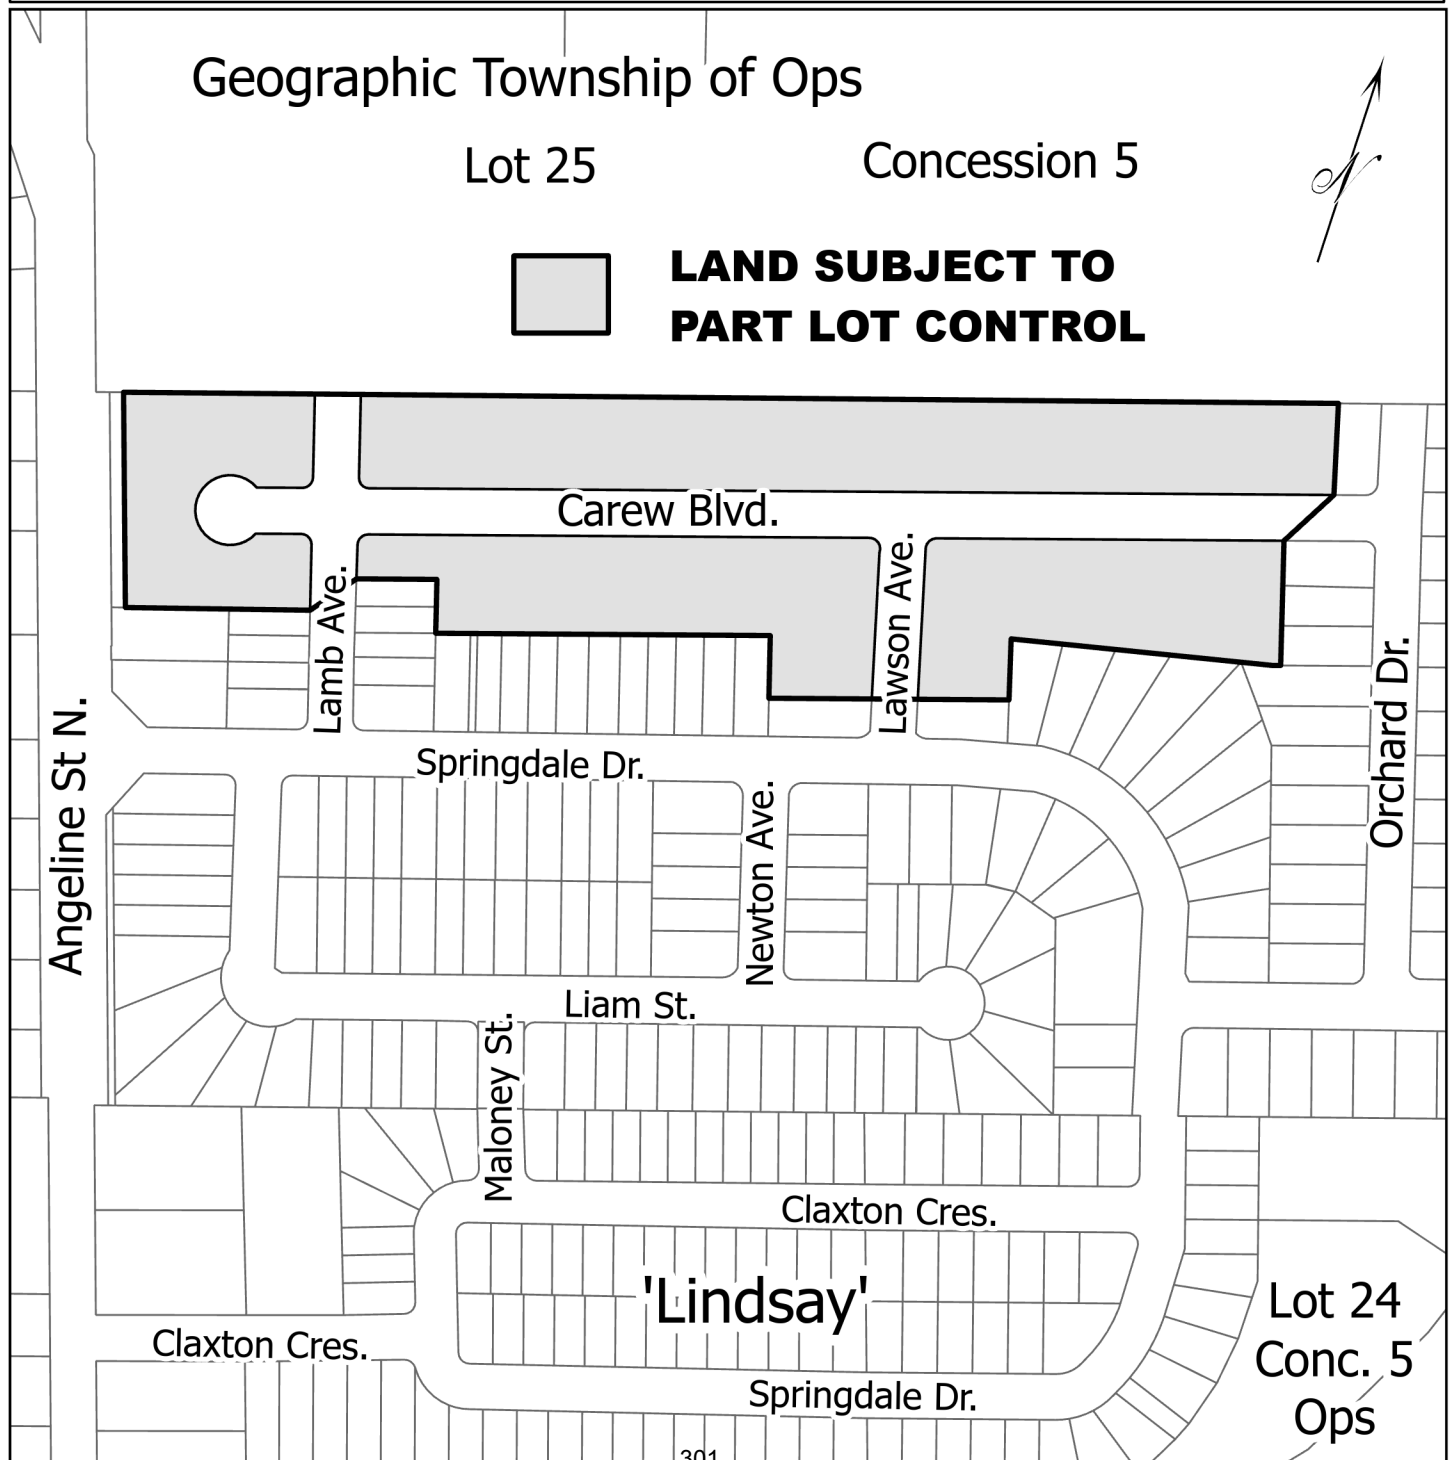 Geographic Township of Ops
Lot 25
Concession 5
N
LAND SUBJECT TO
PART LOT CONTROL
Carew Blvd.
Lamb Ave.
Lawson Ave.
Orchard Dr.
Angeline St N.
Springdale Dr.
Newton Ave.
Liam St.
Maloney St.
Claxton Cres.
'Lindsay'
Lot 24
Conc. 5
Ops
Claxton Cres.
Springdale Dr.
301